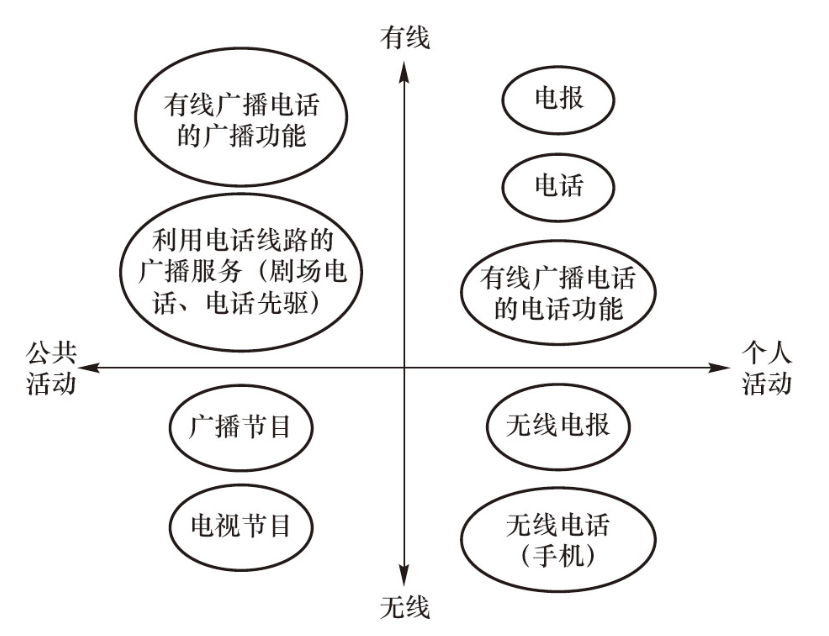 有线
有线广播电话
的广播功能
利用电话线路的
广播服务（剧场电
话、电话先驱）
电报
电话
有线广播电话
的电话功能
公共
活动
个人
活动
广播节目
电视节目
无线电报
无线电话
（手机）
无线